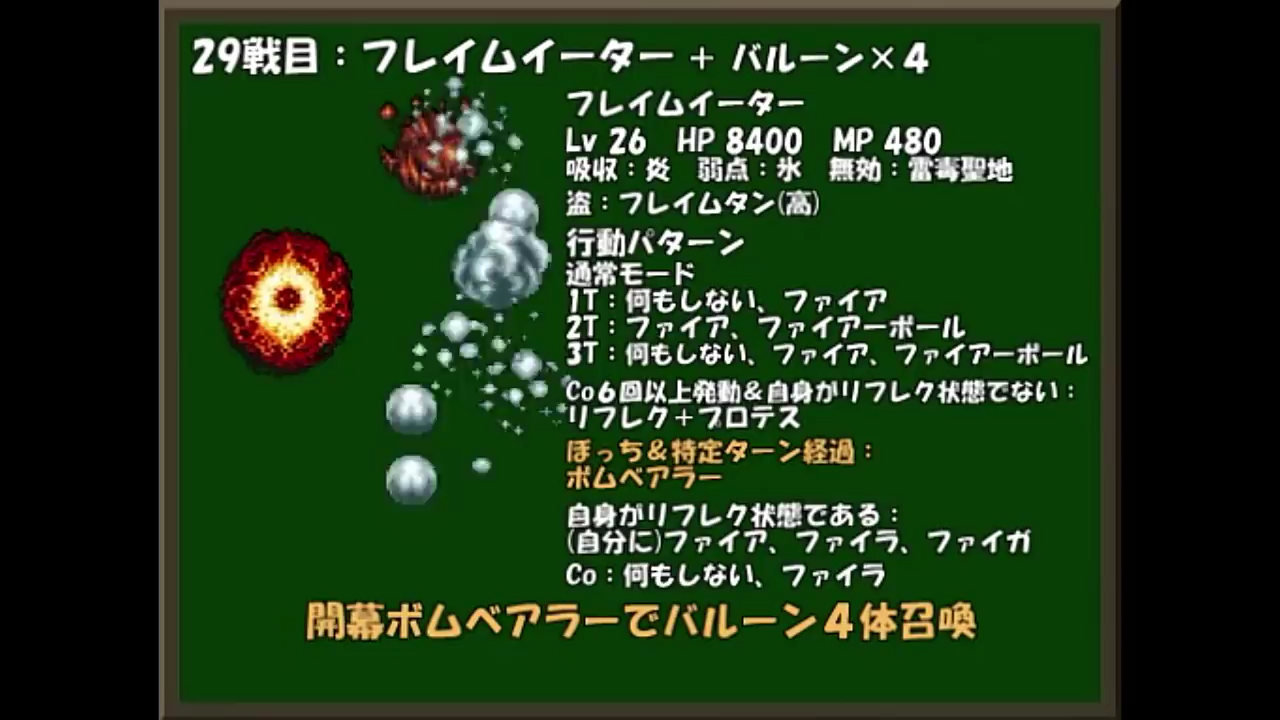 29戦目：フレイムイーター + バルーン×4
フレイムイーター
Lv 26 HP 8400 MP 480
吸収：炎 弱点：氷 無効：雷毒聖地
盗：フレイムタン(高)
行動パターン
通常モード
1T：何もしない、ファイア
2T：ファイア、ファイアーボール
3T：何もしない、ファイア、ファイアーボール
Co6回以上発動&自身がリフレク状態でない：
リフレク+プロテス
ぼっち&特定ターン経過：
ボムベアラー
自身がリフレク状態である：
(自分に)ファイア、ファイラ、ファイガ
Co：何もしない、ファイラ
開幕ボムベアラーでバルーン4体召喚